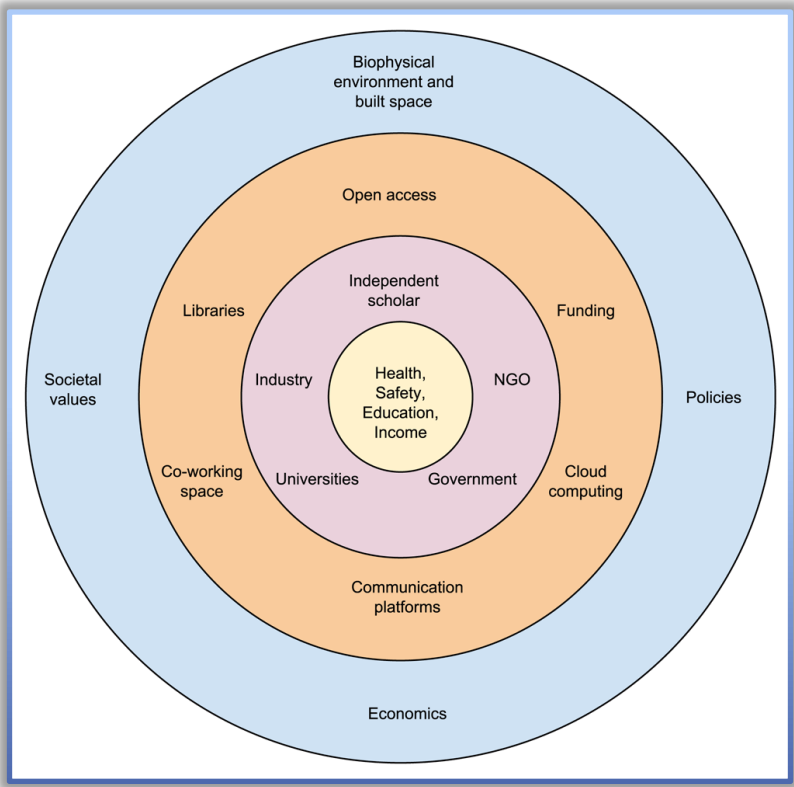 Biophysical
environment and
built space
Open access
Independent
scholar
Libraries
Funding
Health,
Safety,
Education,
Income
Industry
NGO
Societal
values
Policies
Universities
Government
Co-working
space
Cloud
computing
Communication
platforms
Economics